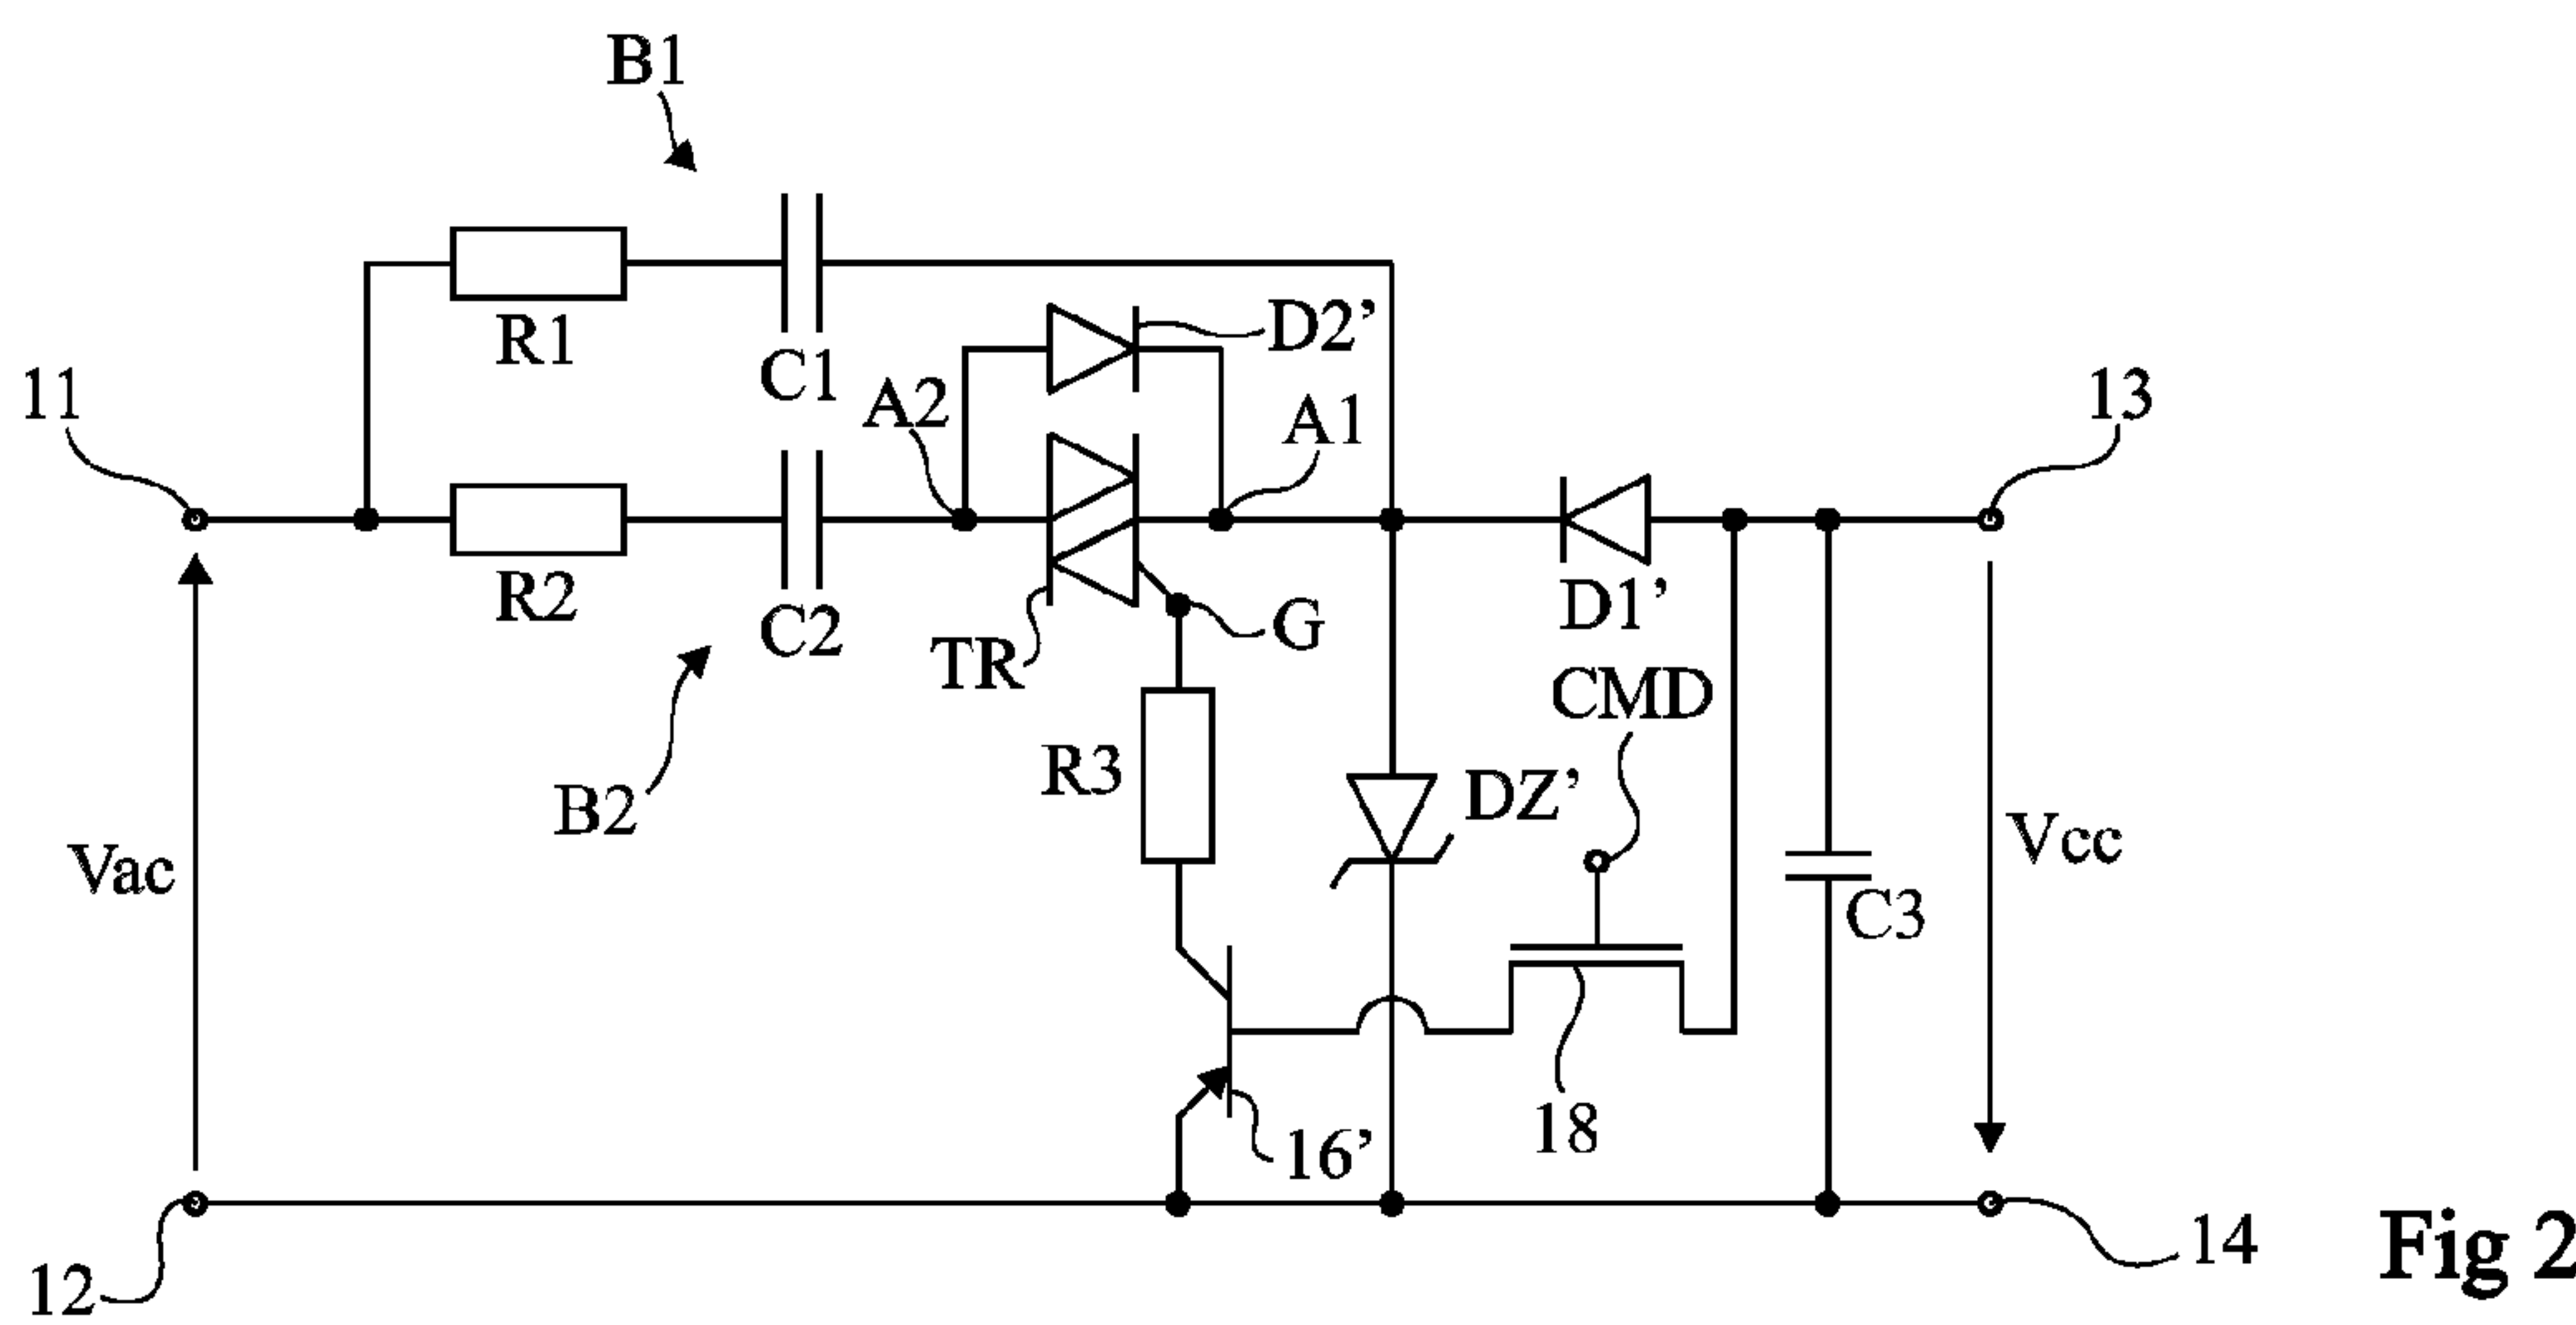 B1
R1
C1
D2’
11
A2
A1
13
R2
C2
TR
G
D1’
CMD
B2
R3
DZ’
Vac
Vcc
C3
16’
18
12
14
Fig 2